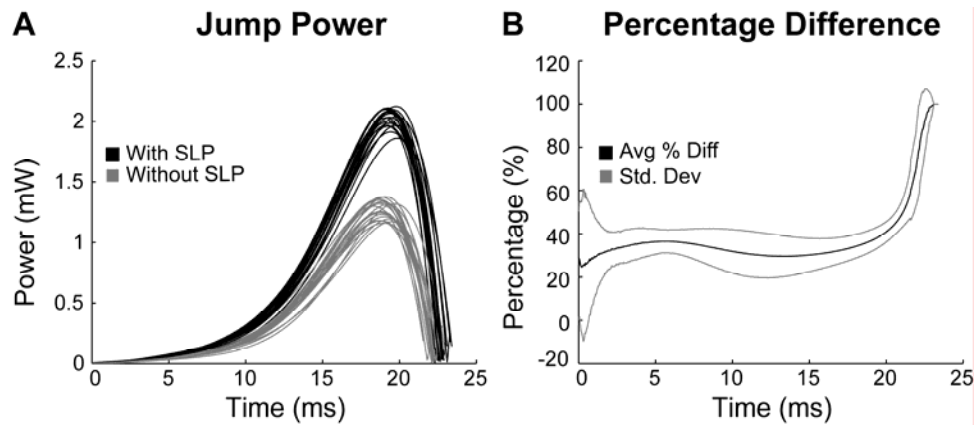 A Jump Power
2.5
2
1.5
1
0.5
0
Power (mW)
With SLP
Without SLP
0 5 10 15 20 25
Time (ms)
B Percentage Difference
120
100
80
60
40
20
0
-20
Percentage (%)
Avg % Diff
Std. Dev
0 5 10 15 20 25
Time (ms)